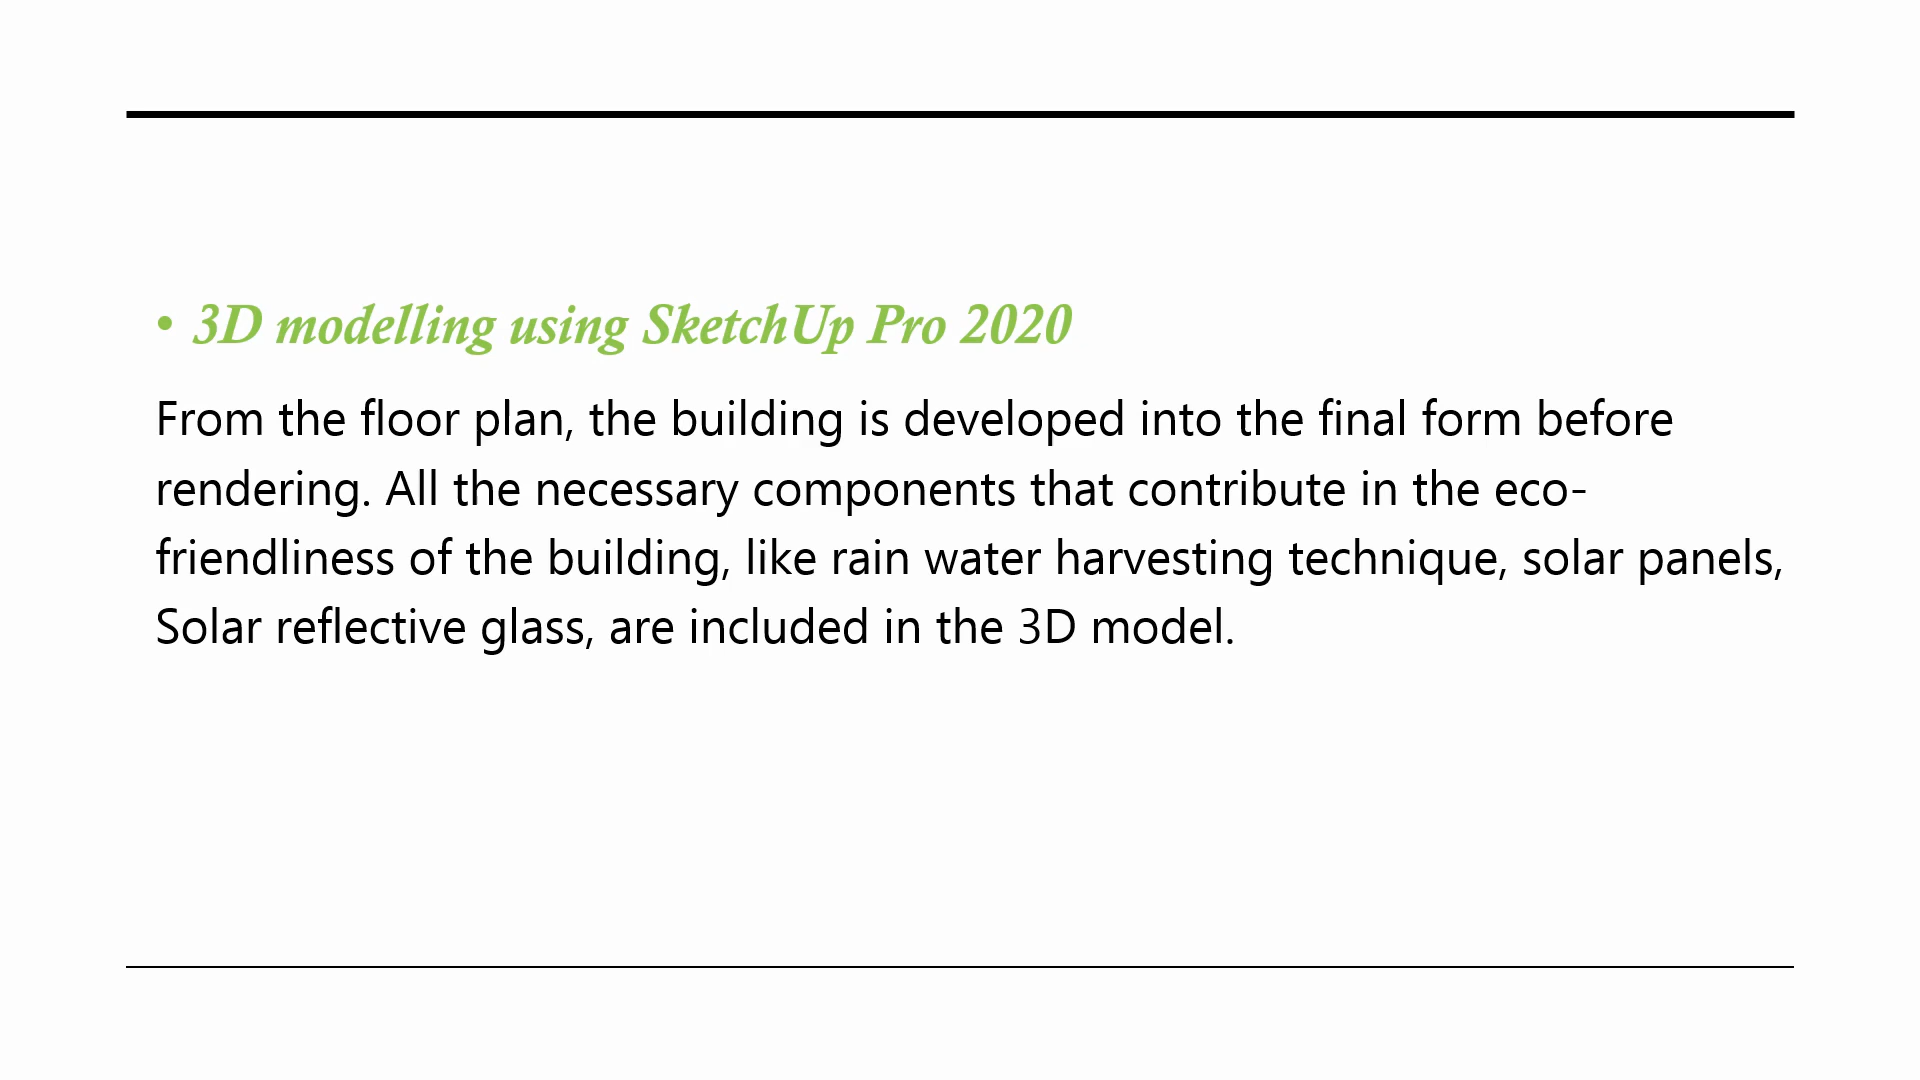 • 3D modelling using SketchUp Pro 2020
From the floor plan, the building is developed into the final form before
rendering. All the necessary components that contribute in the eco-
friendliness of the building, like rain water harvesting technique, solar panels,
Solar reflective glass, are included in the 3D model.